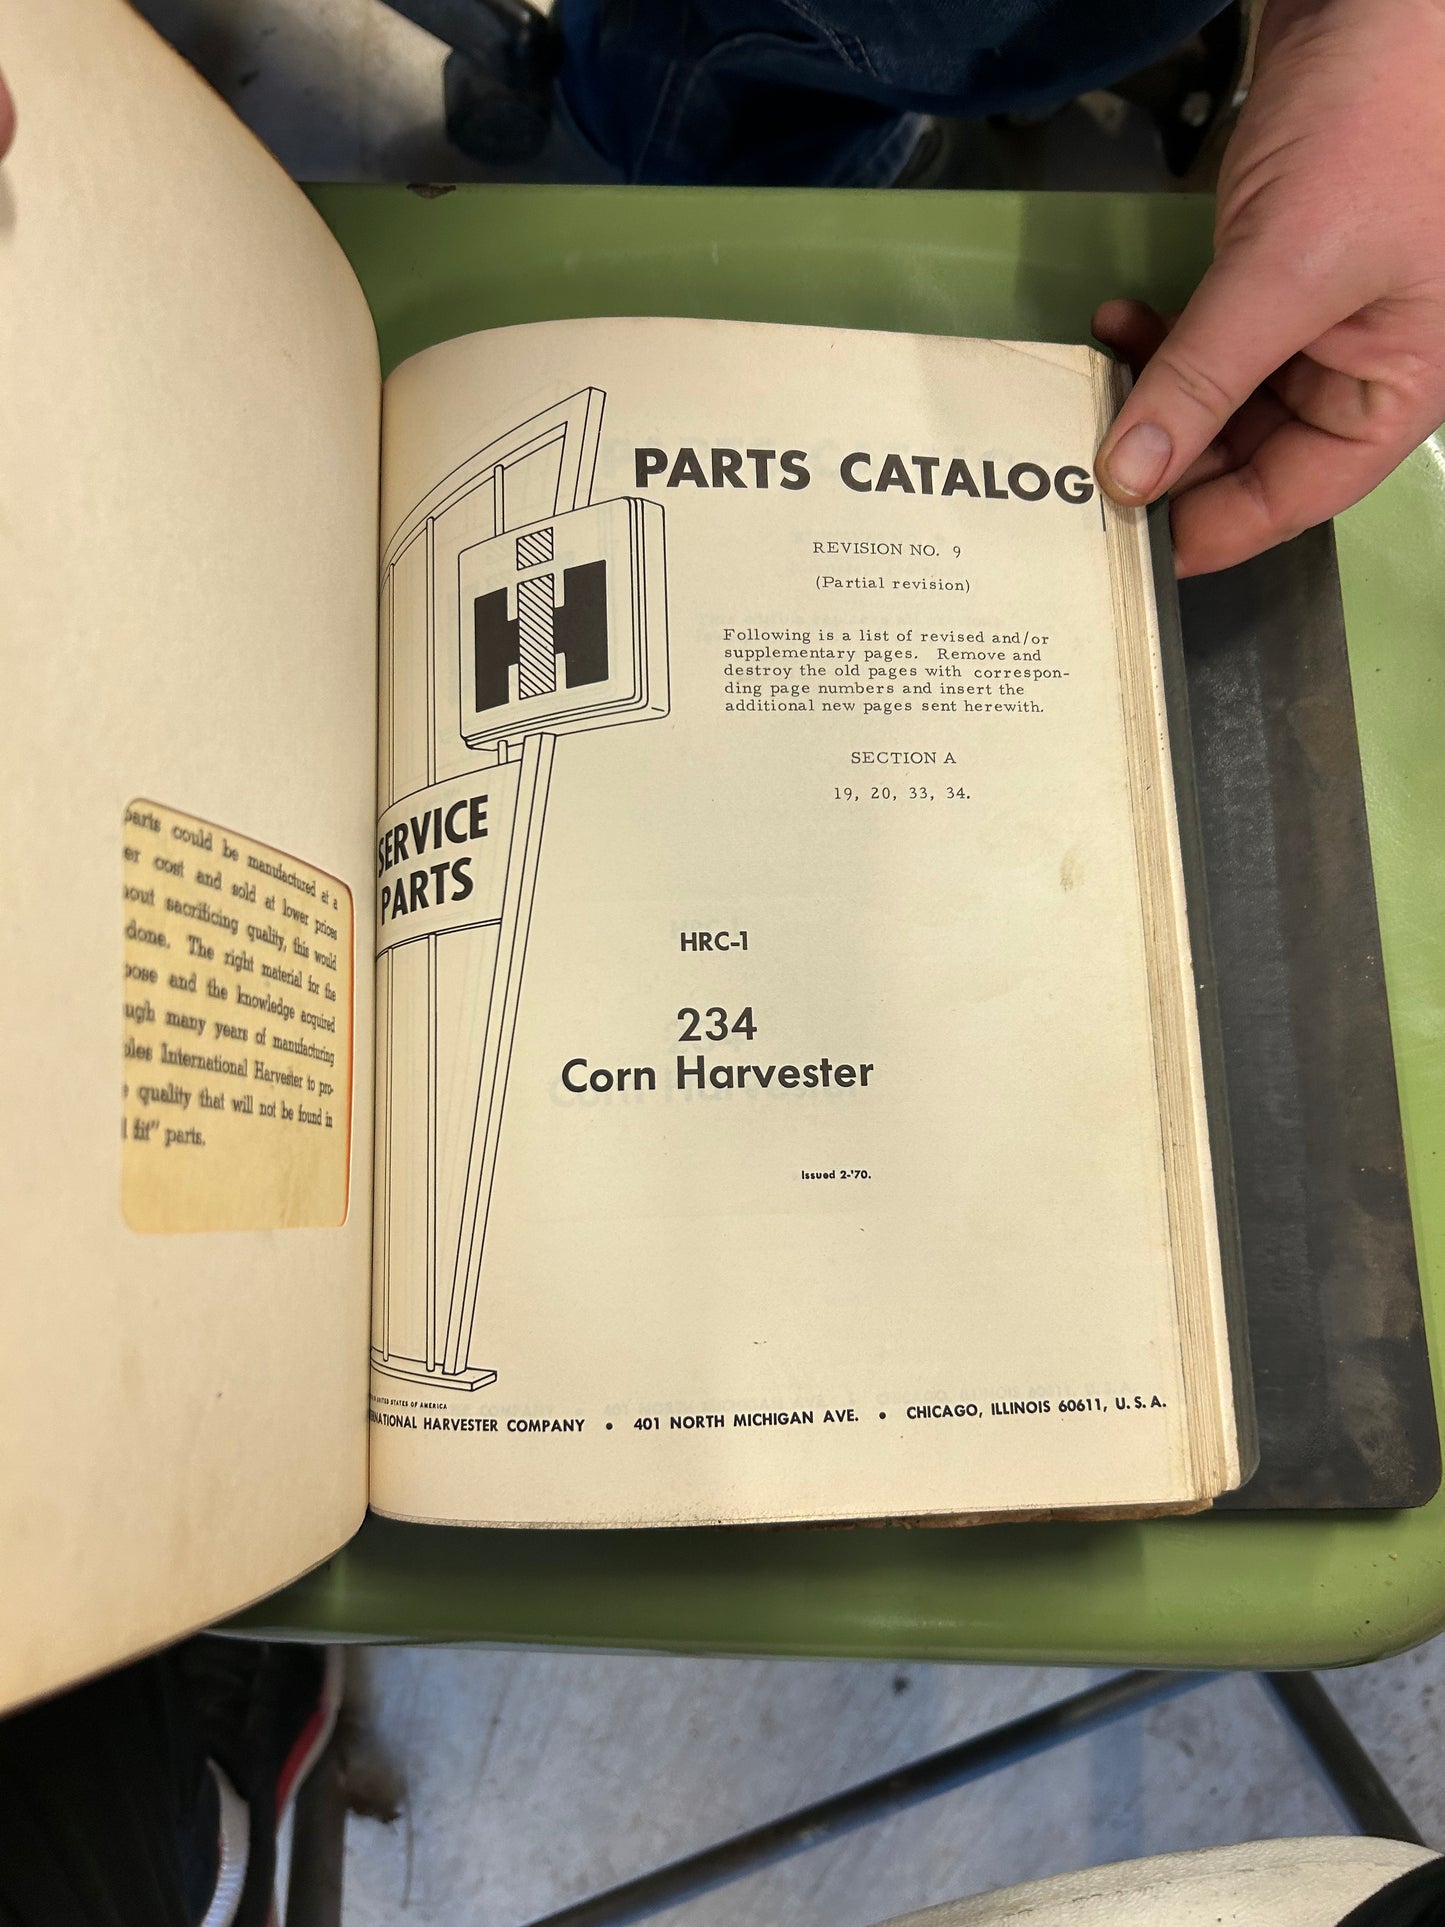 parts could be manufactured at a
cost and sold at lower prices
sacrificing quality, this would
done. The right material for the
and the knowledge acquired
many years of manufacturing
International Harvester to pro-
quality that will not be found in
fit" parts.
PARTS CATALOG
REVISION NO. 9
(Partial revision)
Following is a list of revised and/or
supplementary pages. Remove and
destroy the old pages with correspon-
ding page numbers and insert the
additional new pages sent herewith.
SECTION A
19, 20, 33, 34.
IH
SERVICE
PARTS
HRC-1
234
Corn Harvester
Issued 2-'70.
UNITED STATES OF AMERICA
HARVESTER COMPANY • 401 NORTH MICHIGAN AVE. • CHICAGO, ILLINOIS 60611, U.S.A.